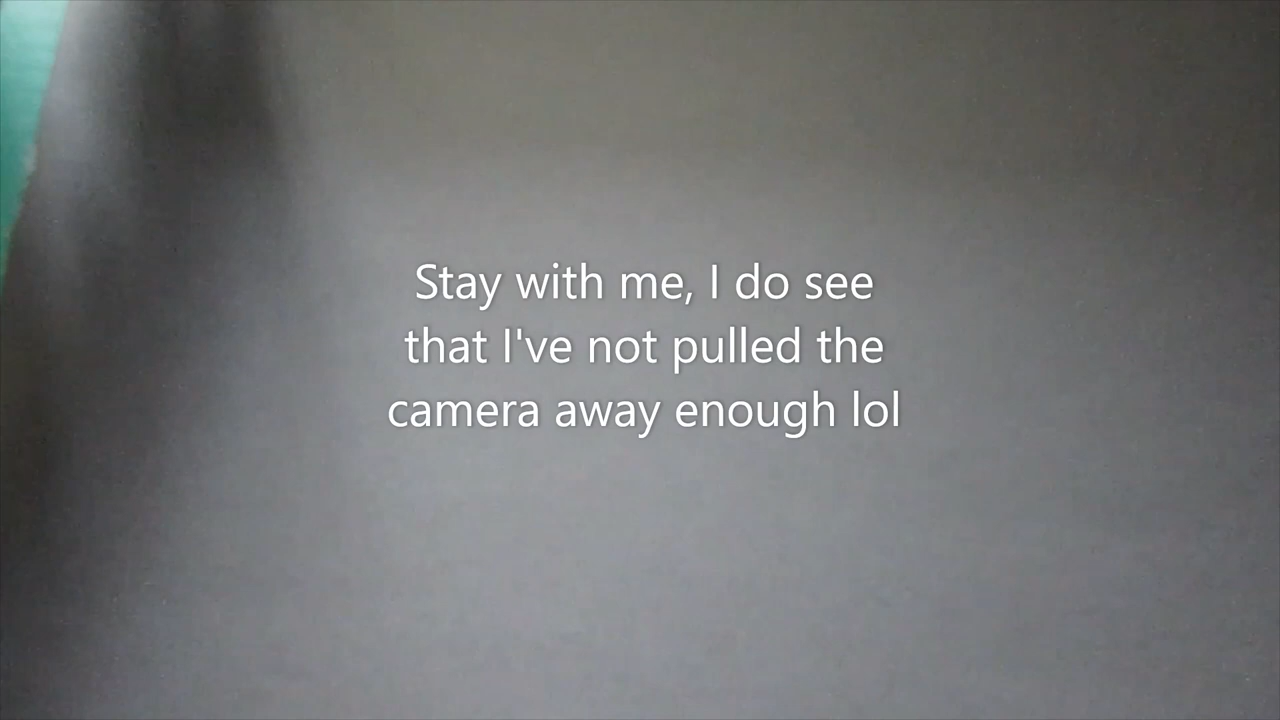 Stay with me, I do see
that I've not pulled the
camera away enough lol